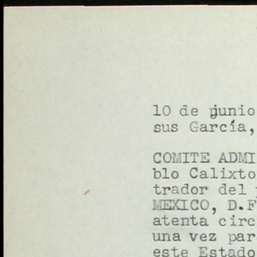 10 de junio
sus García,
COMITE ADMI
blo Calixto
trador del
MEXICO, D.F
atenta circ
una vez par
este Estado